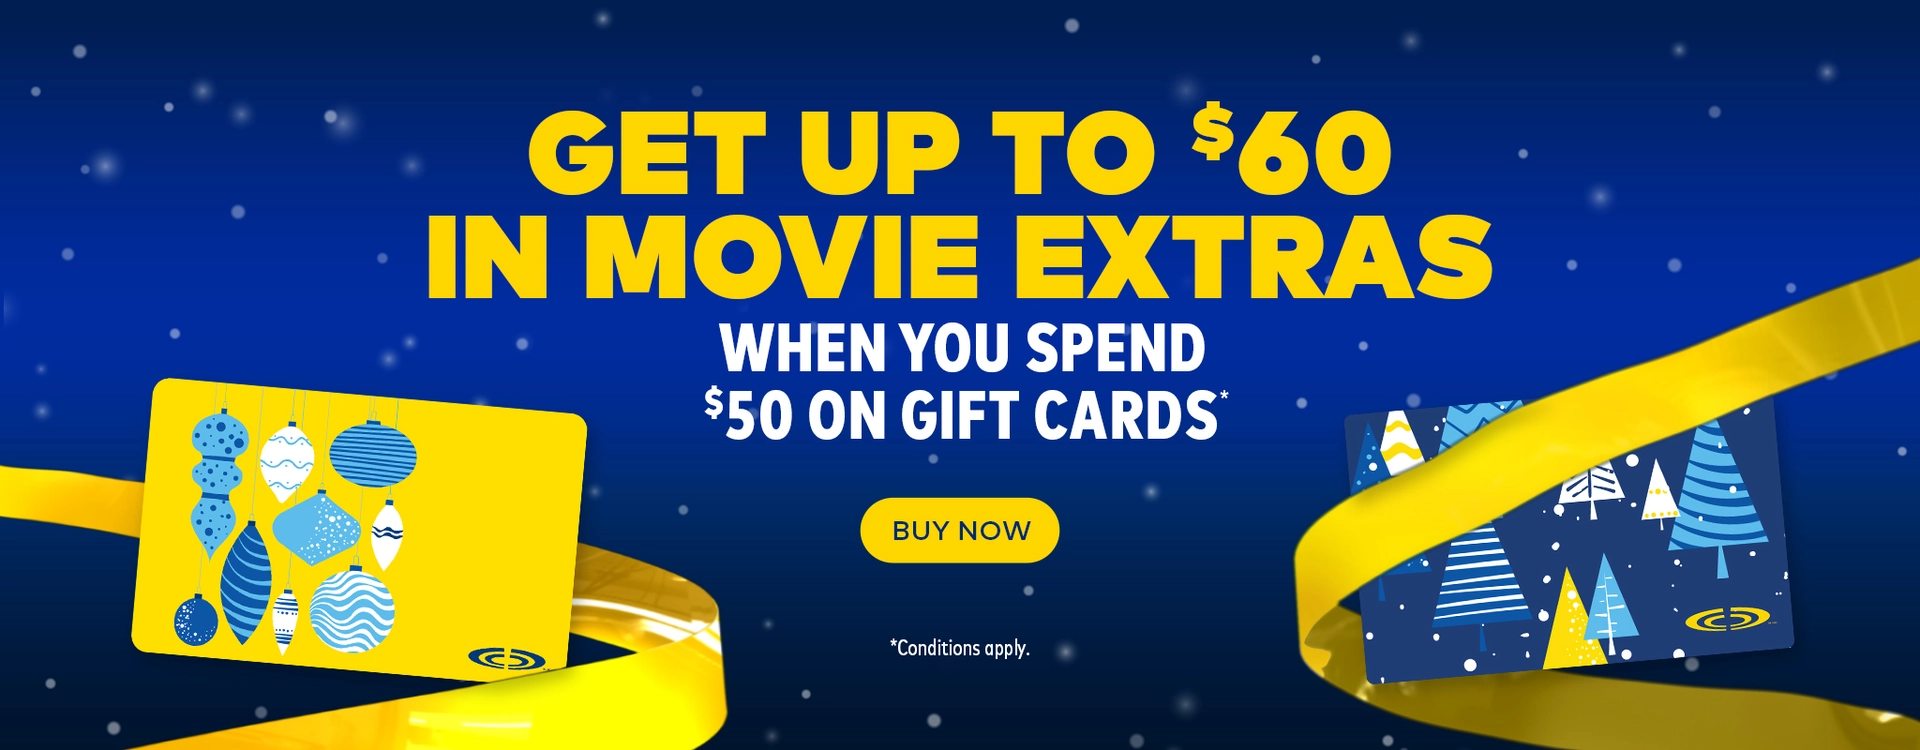 GET UP TO $60
IN MOVIE EXTRAS
WHEN YOU SPEND
$50 ON GIFT CARDS*
BUY NOW
*Conditions apply.